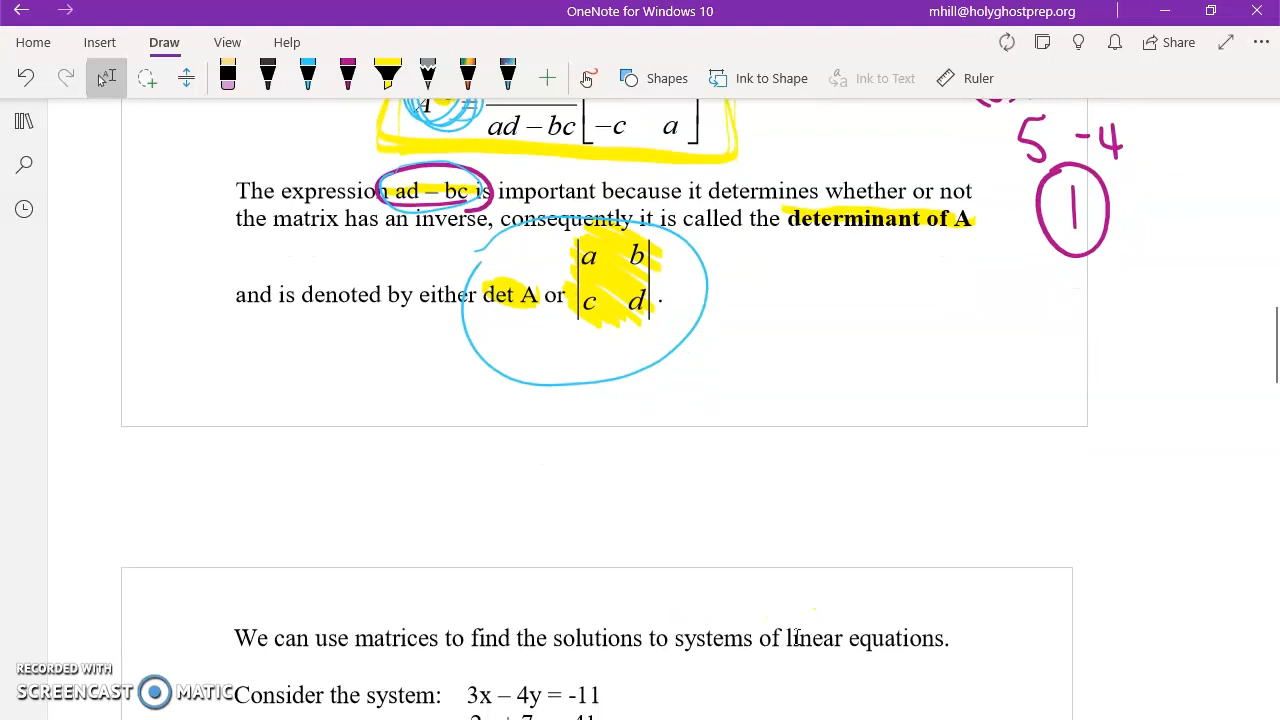 OneNote for Windows 10
mhill@holyghostprep.org
Home Insert Draw View Help
Share
Shapes Ink to Shape Ink to Text Ruler
A =
ad – bc [ –c a ]
5 -4
1
The expression ad – bc is important because it determines whether or not
the matrix has an inverse, consequently it is called the determinant of A
a b
and is denoted by either det A or
c d .
We can use matrices to find the solutions to systems of linear equations.
RECORDED WITH
SCREENCAST MATIC
Consider the system: 3x – 4y = -11